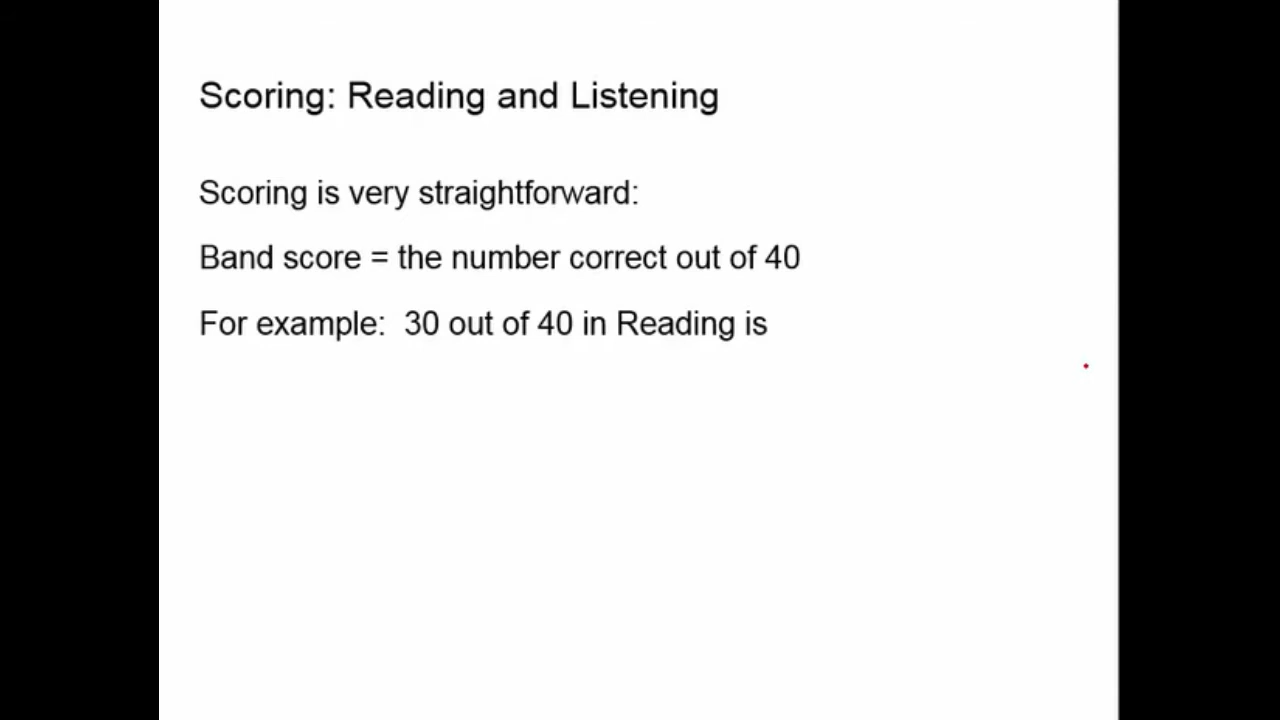 Scoring: Reading and Listening
Scoring is very straightforward:
Band score = the number correct out of 40
For example:  30 out of 40 in Reading is